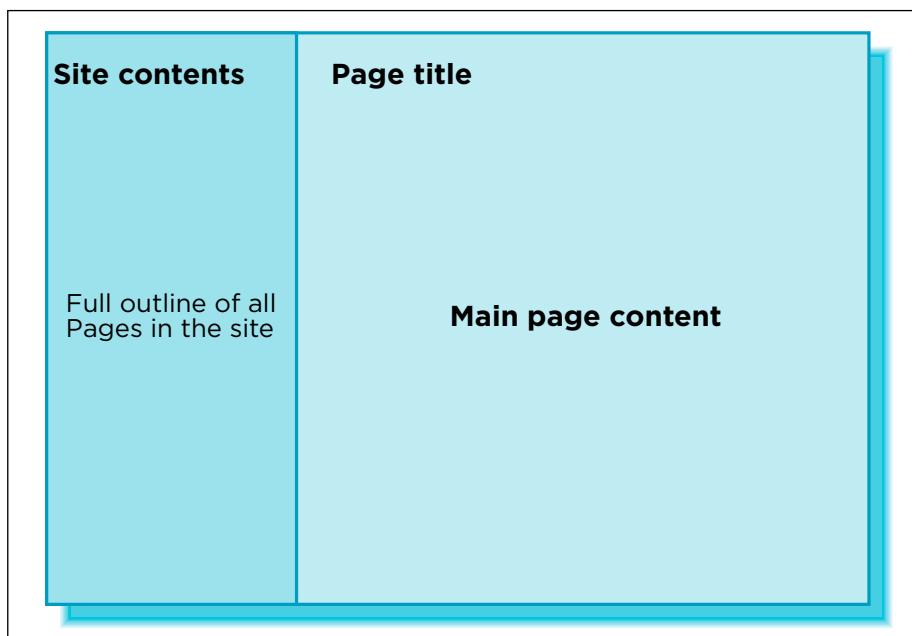 Site contents
Page title
Full outline of all
Pages in the site
Main page content